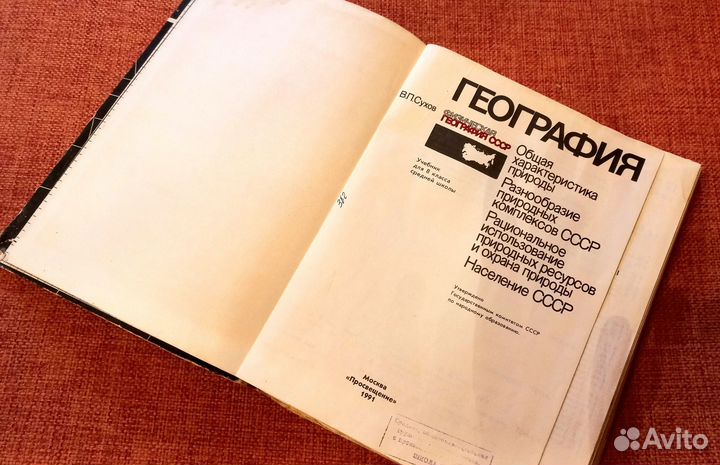 ГЕОГРАФИЯ
В.П.Сухов
ФИЗИЧЕСКАЯ
ГЕОГРАФИЯ СССР
Общая
характеристика
природы
Разнообразие
природных
комплексов СССР
Рациональное
использование
природных ресурсов
и охрана природы
Население СССР
Учебник
для 8 класса
средней школы
382
Утверждено
Государственным комитетом СССР
по народному образованию.
Москва
«Просвещение»
1991
Avito